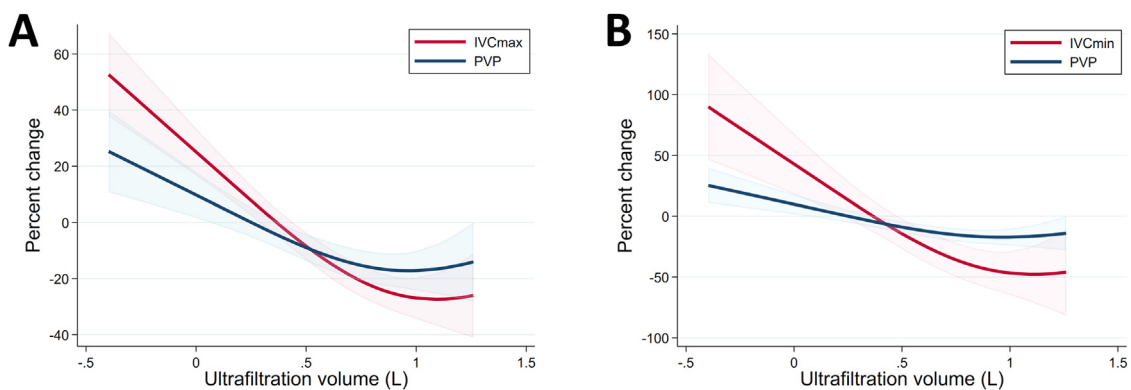 A
IVCmax
PVP
60
40
20
0
-20
-40
Percent change
-.5
0
.5
1
1.5
Ultrafiltration volume (L)
B
IVCmin
PVP
150
100
50
0
-50
-100
Percent change
-.5
0
.5
1
1.5
Ultrafiltration volume (L)